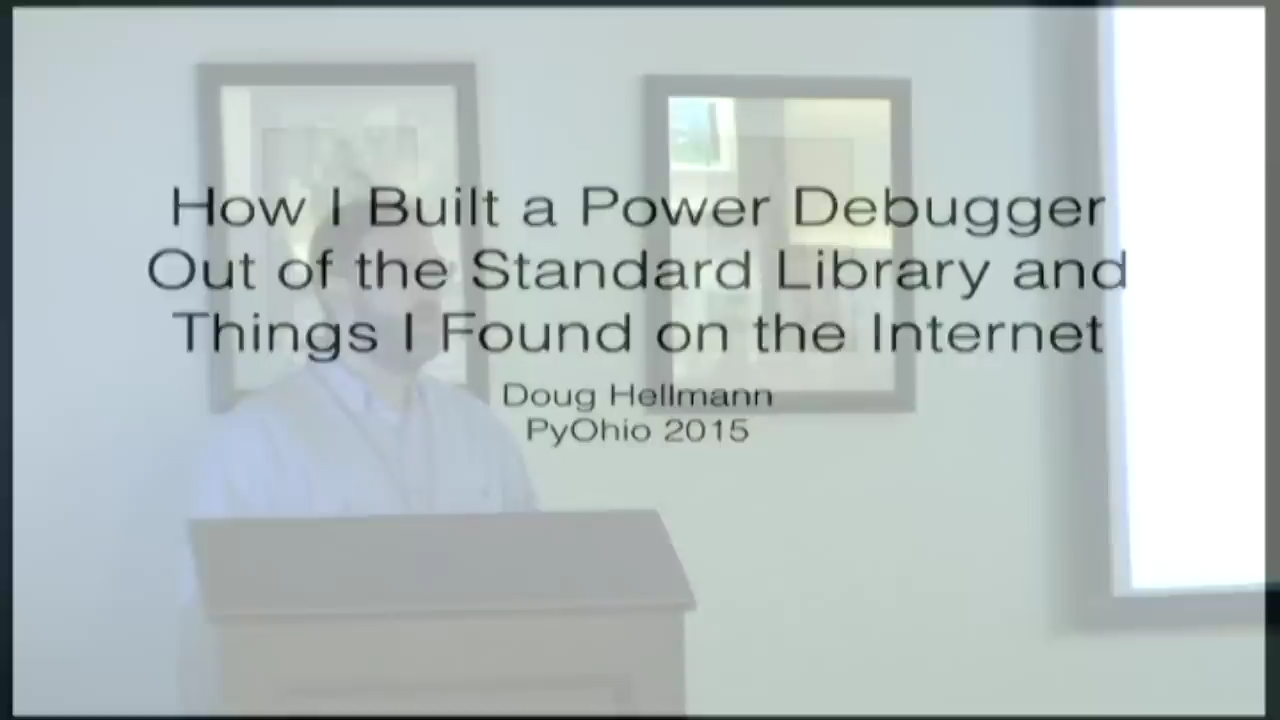 How I Built a Power Debugger
Out of the Standard Library and
Things I Found on the Internet
Doug Hellmann
PyOhio 2015